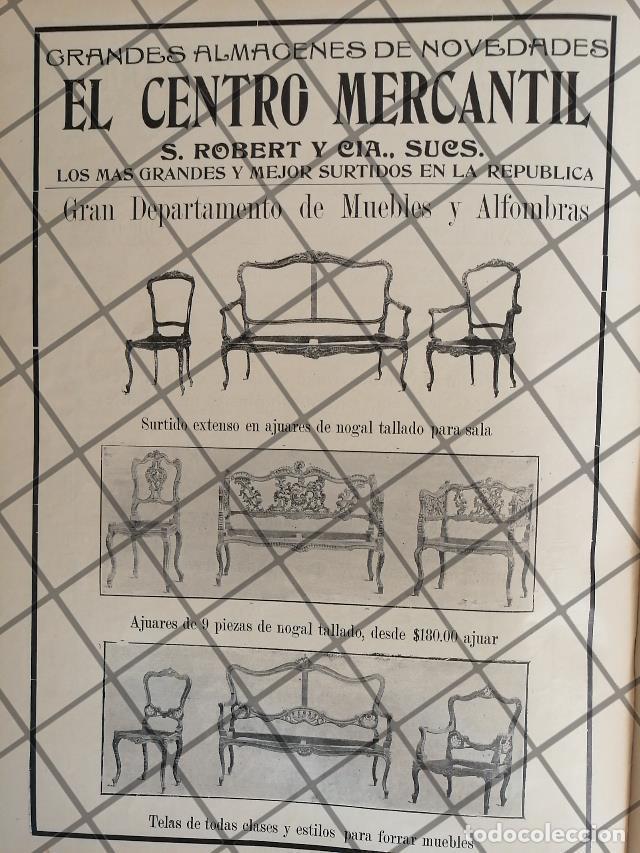 GRANDES ALMACENES DE NOVEDADES
EL CENTRO MERCANTIL
S. ROBERT Y CIA., SUCS.
LOS MAS GRANDES Y MEJOR SURTIDOS EN LA REPUBLICA
Gran Departamento de Muebles y Alfombras
Surtido extenso en ajuares de nogal tallado para sala
Ajuares de 9 piezas de nogal tallado, desde $180.00 ajuar
Telas de todas clases y estilos para forrar muebles
todocoleccion.net